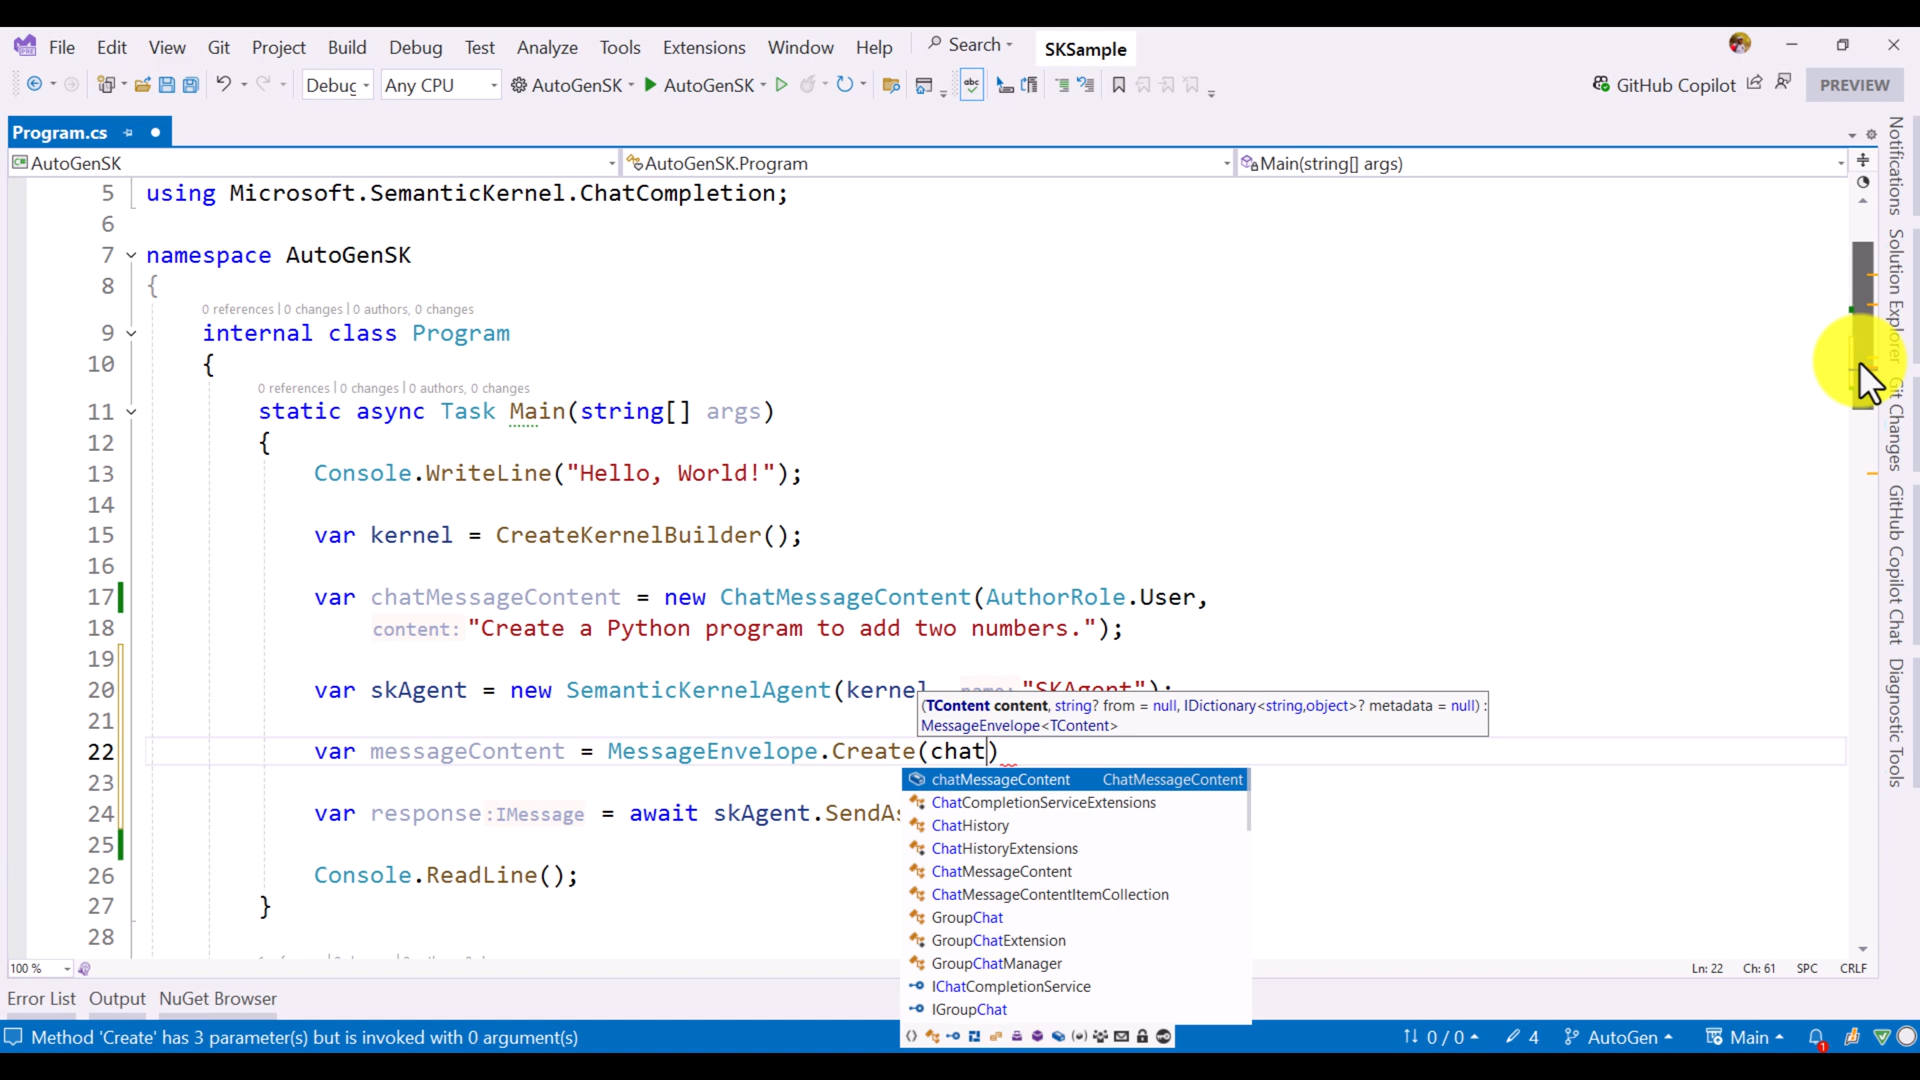 File Edit View Git Project Build Debug Test Analyze Tools Extensions Window Help Search SKSample
Debug Any CPU AutoGenSK AutoGenSK GitHub Copilot PREVIEW
Program.cs
AutoGenSK AutoGenSK.Program Main(string[] args)
5 using Microsoft.SemanticKernel.ChatCompletion;
6
7 namespace AutoGenSK
8 {
0 references | 0 changes | 0 authors, 0 changes
9 internal class Program
10 {
0 references | 0 changes | 0 authors, 0 changes
11 static async Task Main(string[] args)
12 {
13 Console.WriteLine("Hello, World!");
14
15 var kernel = CreateKernelBuilder();
16
17 var chatMessageContent = new ChatMessageContent(AuthorRole.User,
18 content: "Create a Python program to add two numbers.");
19
20 var skAgent = new SemanticKernelAgent(kernel, name: "SKAgent");
(TContent content, string? from = null, IDictionary<string,object>? metadata = null) :
MessageEnvelope<TContent>
21
22 var messageContent = MessageEnvelope.Create(chat)
chatMessageContent ChatMessageContent
ChatCompletionServiceExtensions
ChatHistory
ChatHistoryExtensions
ChatMessageContent
ChatMessageContentItemCollection
GroupChat
GroupChatExtension
GroupChatManager
IChatCompletionService
IGroupChat
23
24 var response :IMessage = await skAgent.SendAs
25
26 Console.ReadLine();
27 }
28
100 % Ln: 22 Ch: 61 SPC CRLF
Error List Output NuGet Browser
Method 'Create' has 3 parameter(s) but is invoked with 0 argument(s) 0 / 0 4 AutoGen Main 1
Notifications
Solution Explorer
Git Changes
GitHub Copilot Chat
Diagnostic Tools